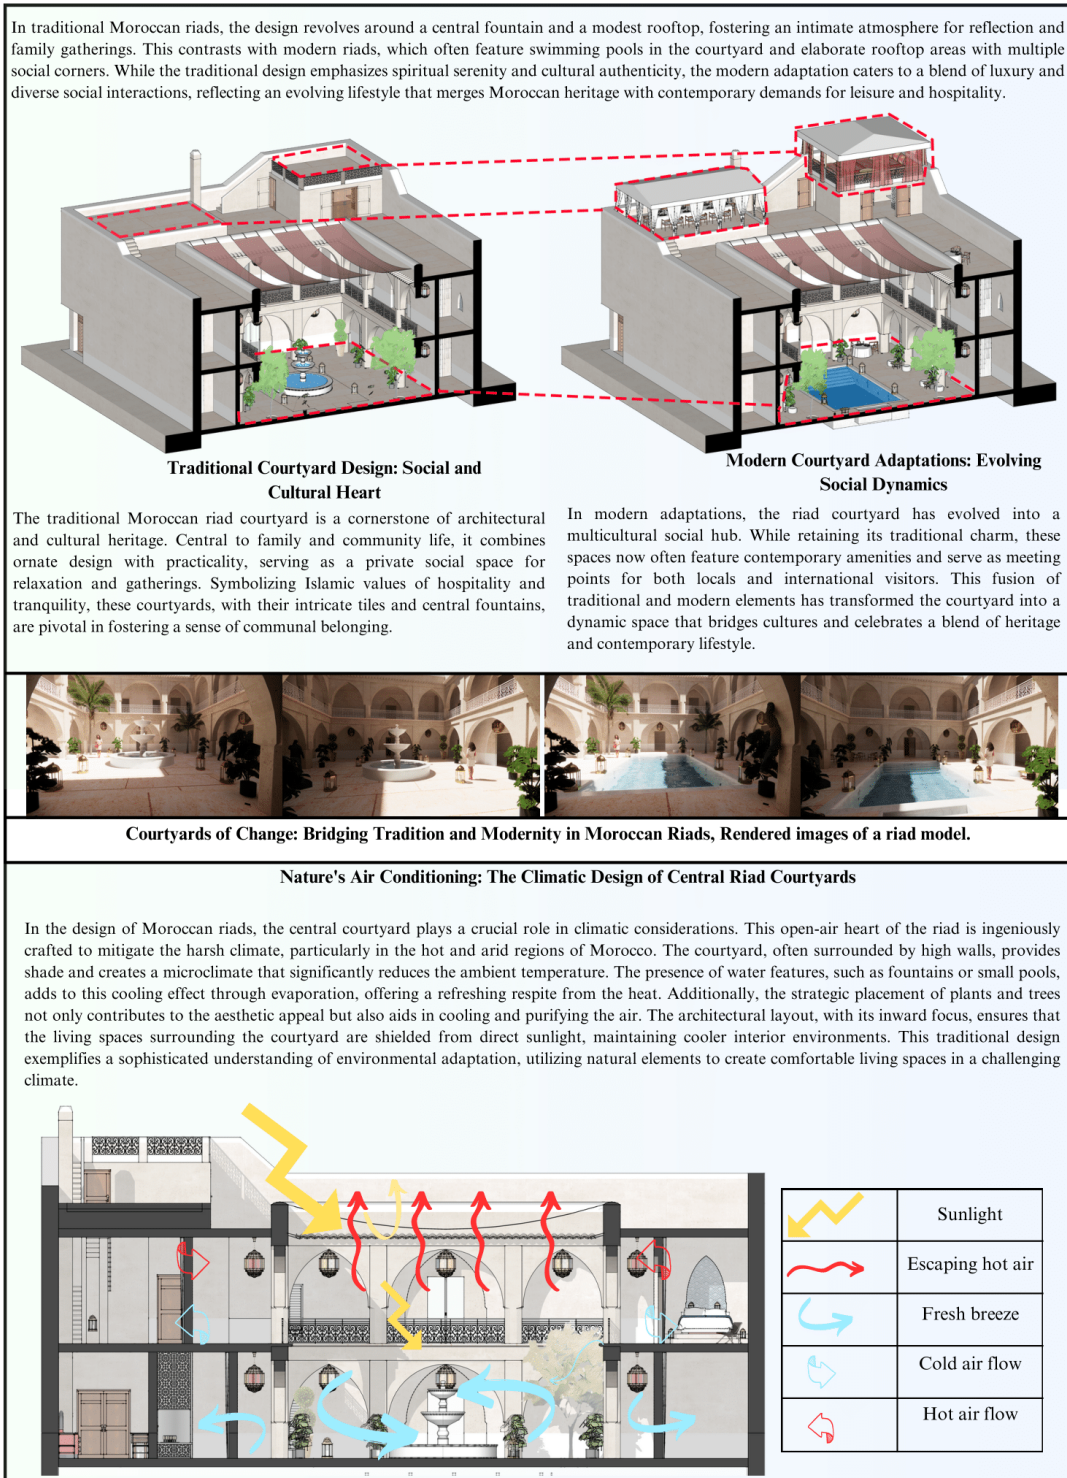 In traditional Moroccan riads, the design revolves around a central fountain and a modest rooftop, fostering an intimate atmosphere for reflection and
family gatherings. This contrasts with modern riads, which often feature swimming pools in the courtyard and elaborate rooftop areas with multiple
social corners. While the traditional design emphasizes spiritual serenity and cultural authenticity, the modern adaptation caters to a blend of luxury and
diverse social interactions, reflecting an evolving lifestyle that merges Moroccan heritage with contemporary demands for leisure and hospitality.
Traditional Courtyard Design: Social and
Cultural Heart
The traditional Moroccan riad courtyard is a cornerstone of architectural
and cultural heritage. Central to family and community life, it combines
ornate design with practicality, serving as a private social space for
relaxation and gatherings. Symbolizing Islamic values of hospitality and
tranquility, these courtyards, with their intricate tiles and central fountains,
are pivotal in fostering a sense of communal belonging.
Modern Courtyard Adaptations: Evolving
Social Dynamics
In modern adaptations, the riad courtyard has evolved into a
multicultural social hub. While retaining its traditional charm, these
spaces now often feature contemporary amenities and serve as meeting
points for both locals and international visitors. This fusion of
traditional and modern elements has transformed the courtyard into a
dynamic space that bridges cultures and celebrates a blend of heritage
and contemporary lifestyle.
Courtyards of Change: Bridging Tradition and Modernity in Moroccan Riads, Rendered images of a riad model.
Nature's Air Conditioning: The Climatic Design of Central Riad Courtyards
In the design of Moroccan riads, the central courtyard plays a crucial role in climatic considerations. This open-air heart of the riad is ingeniously
crafted to mitigate the harsh climate, particularly in the hot and arid regions of Morocco. The courtyard, often surrounded by high walls, provides
shade and creates a microclimate that significantly reduces the ambient temperature. The presence of water features, such as fountains or small pools,
adds to this cooling effect through evaporation, offering a refreshing respite from the heat. Additionally, the strategic placement of plants and trees
not only contributes to the aesthetic appeal but also aids in cooling and purifying the air. The architectural layout, with its inward focus, ensures that
the living spaces surrounding the courtyard are shielded from direct sunlight, maintaining cooler interior environments. This traditional design
exemplifies a sophisticated understanding of environmental adaptation, utilizing natural elements to create comfortable living spaces in a challenging
climate.
Sunlight
Escaping hot air
Fresh breeze
Cold air flow
Hot air flow